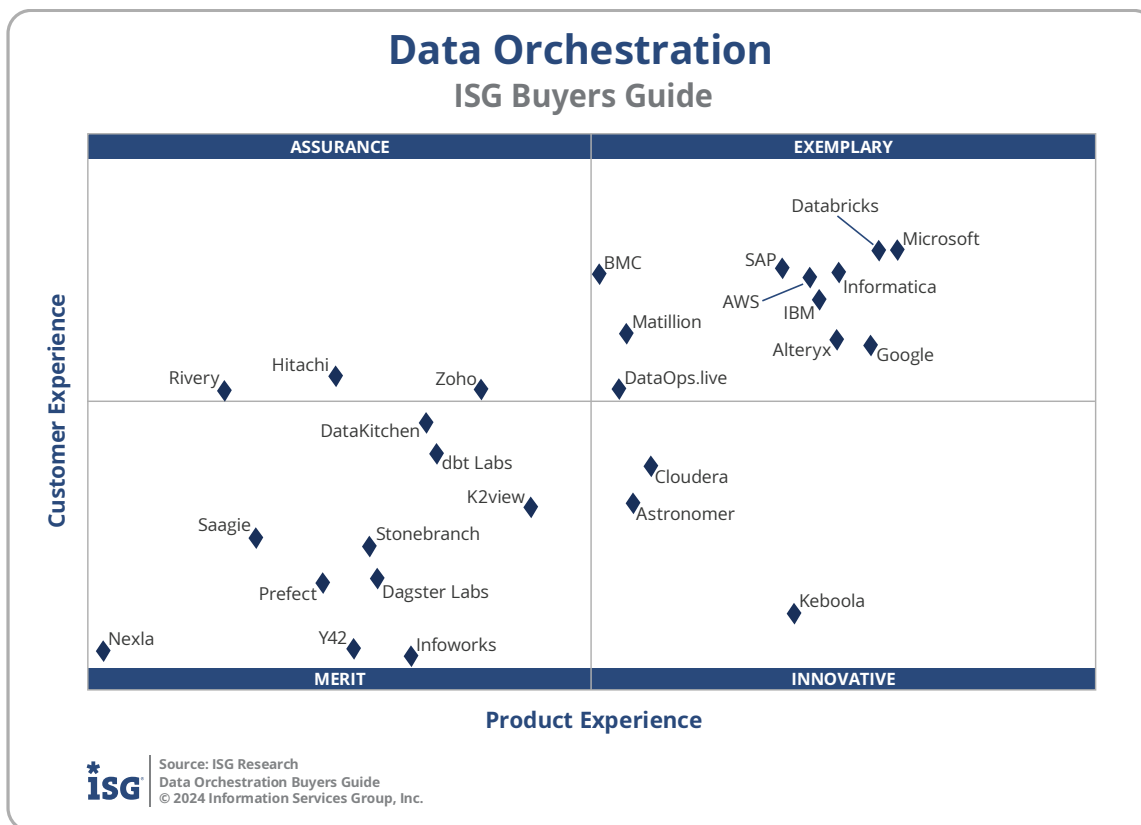 Data Orchestration
ISG Buyers Guide
ASSURANCE
EXEMPLARY
Databricks
Microsoft
BMC
SAP
Informatica
AWS
IBM
Matillion
Alteryx
Google
Hitachi
Rivery
Zoho
DataOps.live
Customer Experience
DataKitchen
dbt Labs
Cloudera
K2view
Astronomer
Saagie
Stonebranch
Prefect
Dagster Labs
Keboola
Nexla
Y42
Infoworks
MERIT
INNOVATIVE
Product Experience
ISG
Source: ISG Research
Data Orchestration Buyers Guide
© 2024 Information Services Group, Inc.